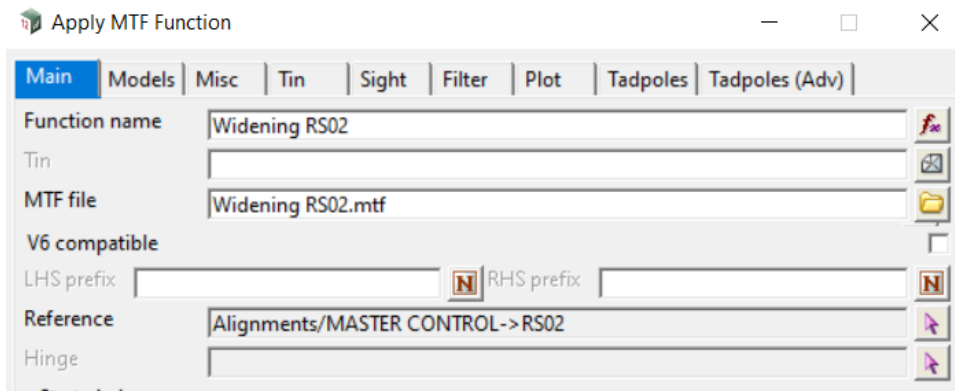 Apply MTF Function
Main Models Misc Tin Sight Filter Plot Tadpoles Tadpoles (Adv)
Function name Widening RS02
Tin
MTF file Widening RS02.mtf
V6 compatible
LHS prefix N RHS prefix N
Reference Alignments/MASTER CONTROL->RS02
Hinge